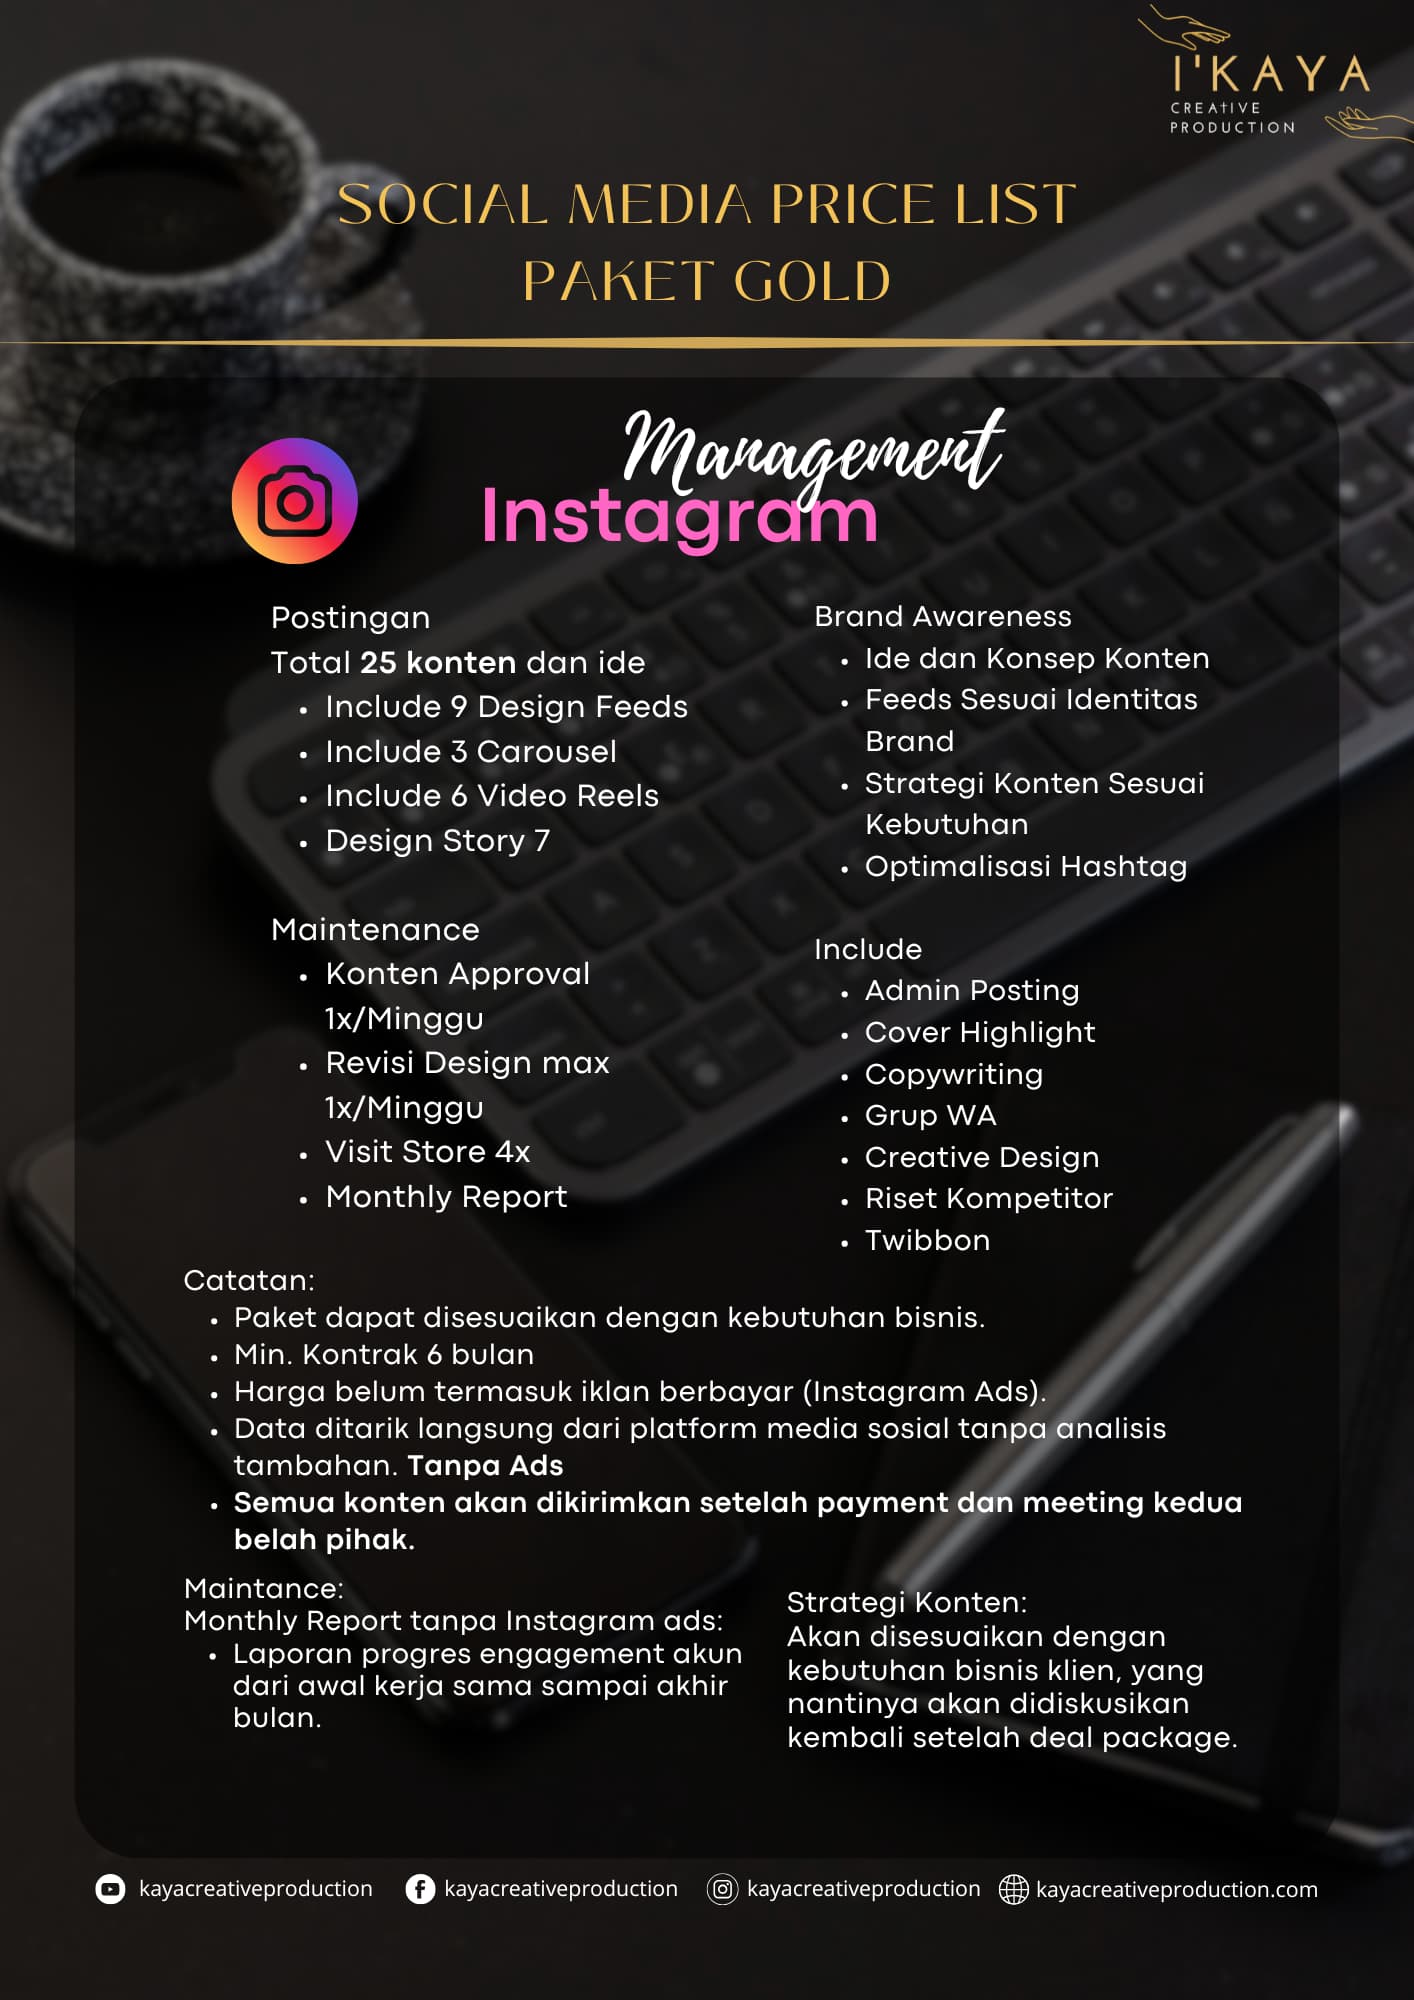 I'KAYA
CREATIVE
PRODUCTION
SOCIAL MEDIA PRICE LIST
PAKET GOLD
Management
Instagram
Postingan
Total 25 konten dan ide
• Include 9 Design Feeds
• Include 3 Carousel
• Include 6 Video Reels
• Design Story 7
Maintenance
• Konten Approval
1x/Minggu
• Revisi Design max
1x/Minggu
• Visit Store 4x
• Monthly Report
Brand Awareness
• Ide dan Konsep Konten
• Feeds Sesuai Identitas
Brand
• Strategi Konten Sesuai
Kebutuhan
• Optimalisasi Hashtag
Include
• Admin Posting
• Cover Highlight
• Copywriting
• Grup WA
• Creative Design
• Riset Kompetitor
• Twibbon
Catatan:
• Paket dapat disesuaikan dengan kebutuhan bisnis.
• Min. Kontrak 6 bulan
• Harga belum termasuk iklan berbayar (Instagram Ads).
• Data ditarik langsung dari platform media sosial tanpa analisis
tambahan. Tanpa Ads
• Semua konten akan dikirimkan setelah payment dan meeting kedua
belah pihak.
Maintance:
Monthly Report tanpa Instagram ads:
• Laporan progres engagement akun
dari awal kerja sama sampai akhir
bulan.
Strategi Konten:
Akan disesuaikan dengan
kebutuhan bisnis klien, yang
nantinya akan didiskusikan
kembali setelah deal package.
kayacreativeproduction
kayacreativeproduction
kayacreativeproduction
kayacreativeproduction.com